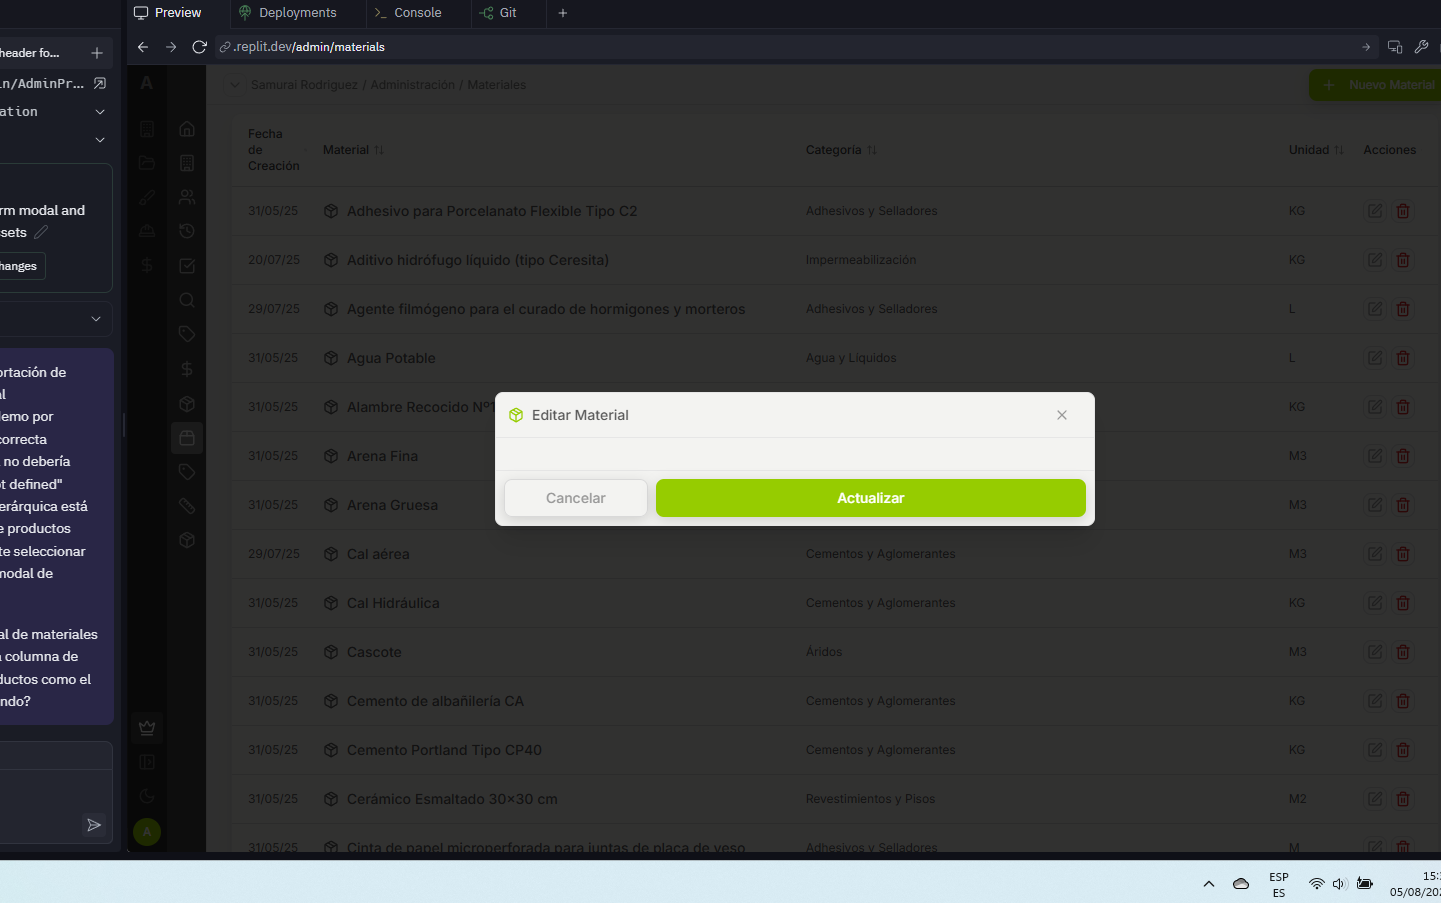 Preview
Deployments
Console
Git
header fo...
.replit.dev/admin/materials
in/AdminPr...
ation
rm modal and
ssets
hanges
ortación de
al
demo por
correcta
no debería
ot defined"
erárquica está
e productos
te seleccionar
modal de
al de materiales
a columna de
ductos como el
ndo?
A
Samurai Rodriguez / Administración / Materiales
Nuevo Material
Fecha de Creación
Material
Categoría
Unidad
Acciones
31/05/25 Adhesivo para Porcelanato Flexible Tipo C2 Adhesivos y Selladores KG
20/07/25 Aditivo hidrófugo líquido (tipo Ceresita) Impermeabilización KG
29/07/25 Agente filmógeno para el curado de hormigones y morteros Adhesivos y Selladores L
31/05/25 Agua Potable Agua y Líquidos L
31/05/25 Alambre Recocido Nº1 KG
Editar Material
Cancelar
Actualizar
31/05/25 Arena Fina M3
31/05/25 Arena Gruesa M3
29/07/25 Cal aérea Cementos y Aglomerantes M3
31/05/25 Cal Hidráulica Cementos y Aglomerantes KG
31/05/25 Cascote Áridos M3
31/05/25 Cemento de albañilería CA Cementos y Aglomerantes KG
31/05/25 Cemento Portland Tipo CP40 Cementos y Aglomerantes KG
31/05/25 Cerámico Esmaltado 30×30 cm Revestimientos y Pisos M2
31/05/25 Cinta de papel microperforada para juntas de placa de yeso Adhesivos y Selladores M
A
ESP
ES
15:
05/08/202